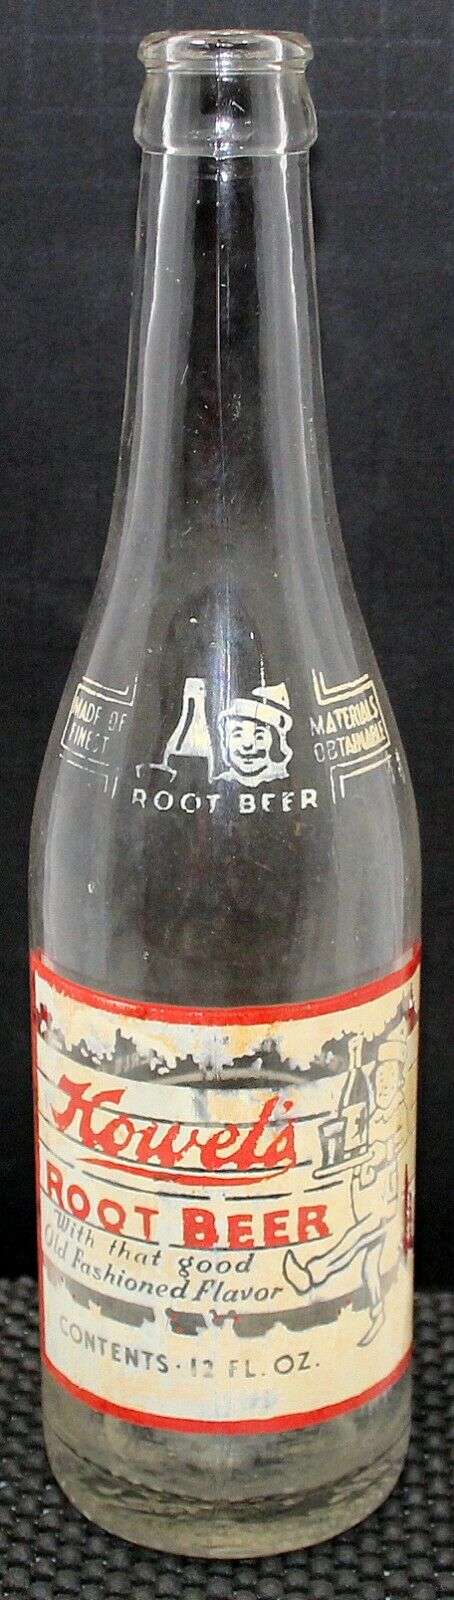 MADE OF
FINEST
ROOT BEER
MATERIALS
OBTAINABLE
Howel's
ROOT BEER
With that good
Old Fashioned Flavor
CONTENTS · 12 FL. OZ.